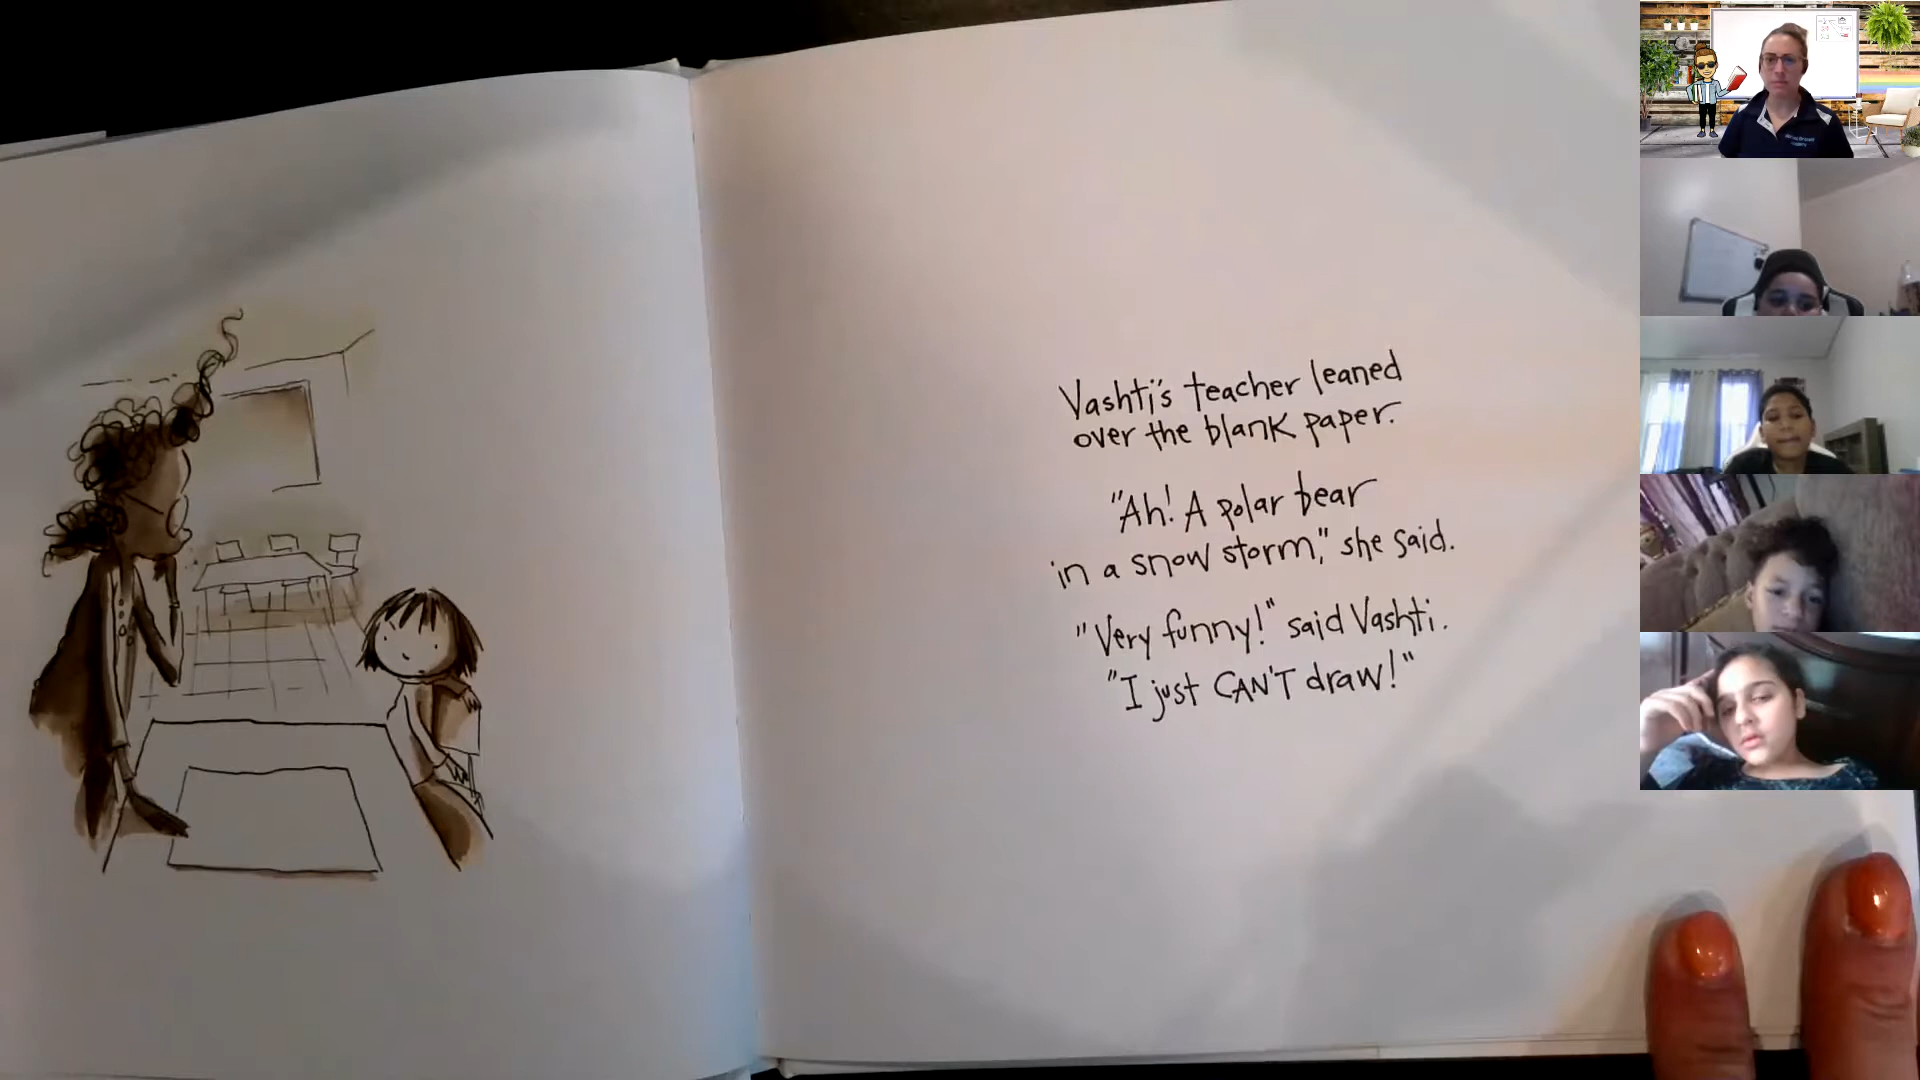 Vashti's teacher leaned
over the blank paper.
"Ah! A polar bear
in a snow storm," she said.
"Very funny!" said Vashti.
"I just CAN'T draw!"